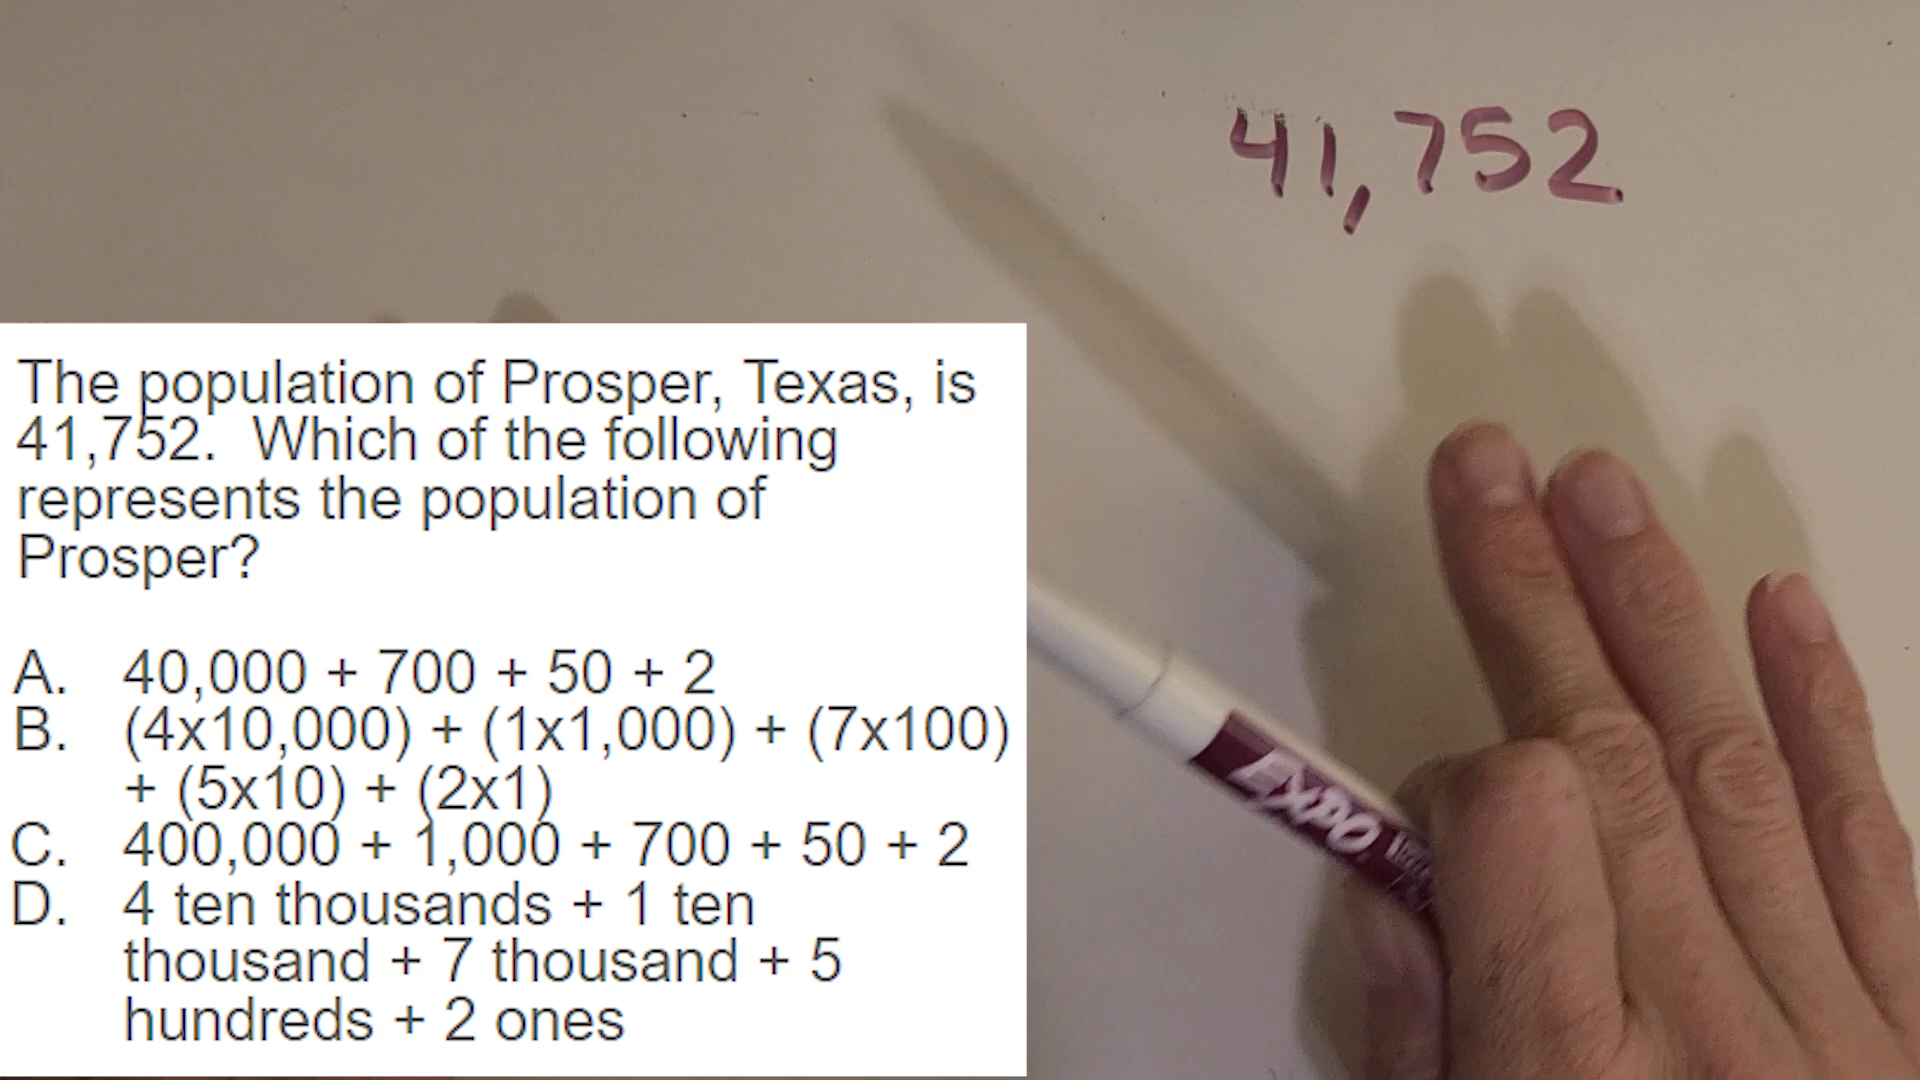 41,752
The population of Prosper, Texas, is
41,752. Which of the following
represents the population of
Prosper?
A. 40,000 + 700 + 50 + 2
B. (4x10,000) + (1x1,000) + (7x100)
+ (5x10) + (2x1)
C. 400,000 + 1,000 + 700 + 50 + 2
D. 4 ten thousands + 1 ten
thousand + 7 thousand + 5
hundreds + 2 ones
EXPO